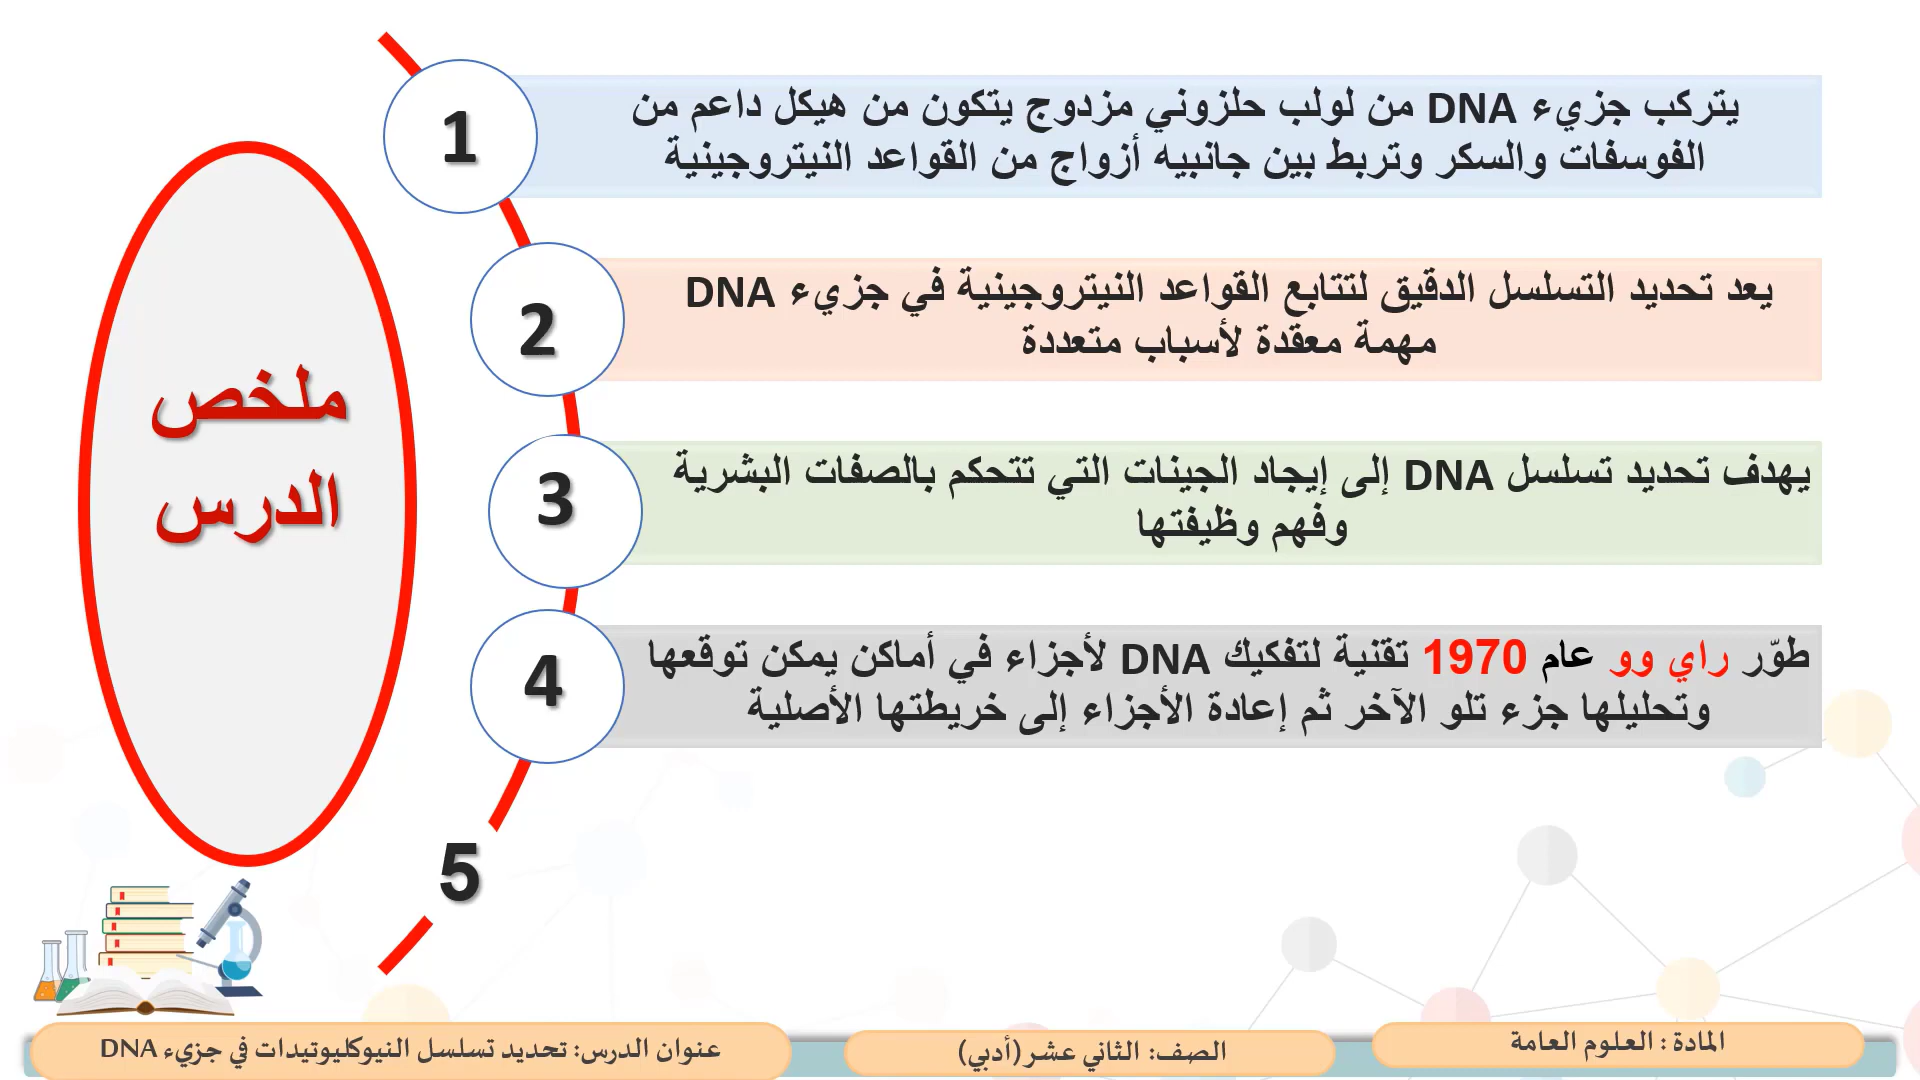 ملخص
الدرس
1
يتركب جزيء DNA من لولب حلزوني مزدوج يتكون من هيكل داعم من
الفوسفات والسكر وتربط بين جانبيه أزواج من القواعد النيتروجينية
2
يعد تحديد التسلسل الدقيق لتتابع القواعد النيتروجينية في جزيء DNA
مهمة معقدة لأسباب متعددة
3
يهدف تحديد تسلسل DNA إلى إيجاد الجينات التي تتحكم بالصفات البشرية
وفهم وظيفتها
4
طوّر راي وو عام 1970 تقنية لتفكيك DNA لأجزاء في أماكن يمكن توقعها
وتحليلها جزء تلو الآخر ثم إعادة الأجزاء إلى خريطتها الأصلية
5
المادة : العلوم العامة
الصف: الثاني عشر (أدبي)
عنوان الدرس: تحديد تسلسل النيوكليوتيدات في جزيء DNA